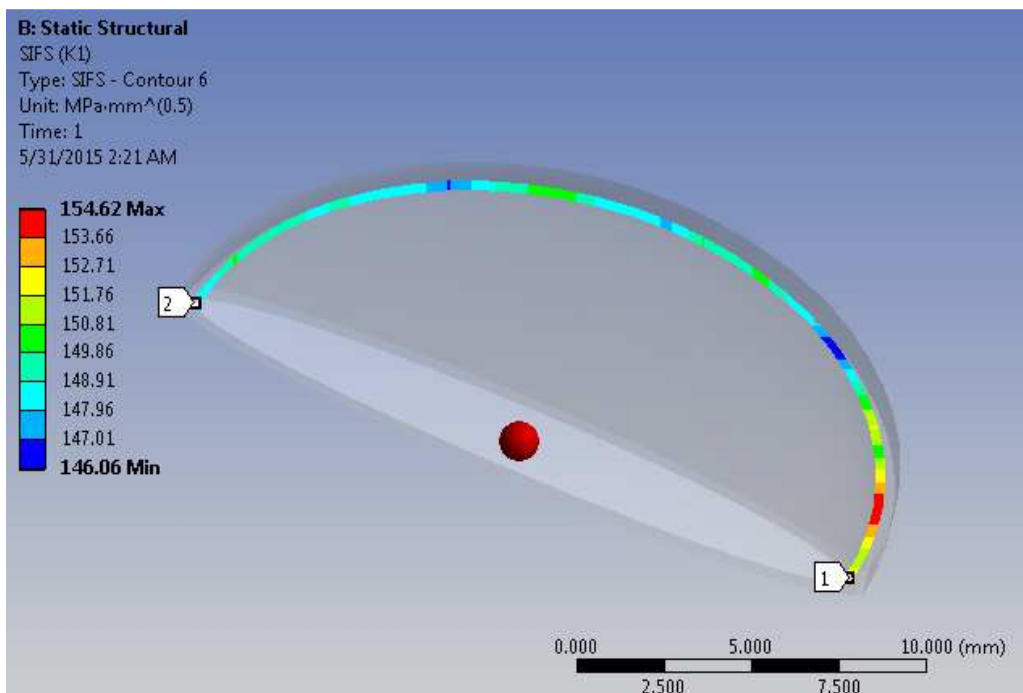 B: Static Structural
SIFS (K1)
Type: SIFS - Contour 6
Unit: MPa·mm^(0.5)
Time: 1
5/31/2015 2:21 AM
154.62 Max
153.66
152.71
151.76
150.81
149.86
148.91
147.96
147.01
146.06 Min
2
1
0.000 5.000 10.000 (mm)
2.500 7.500